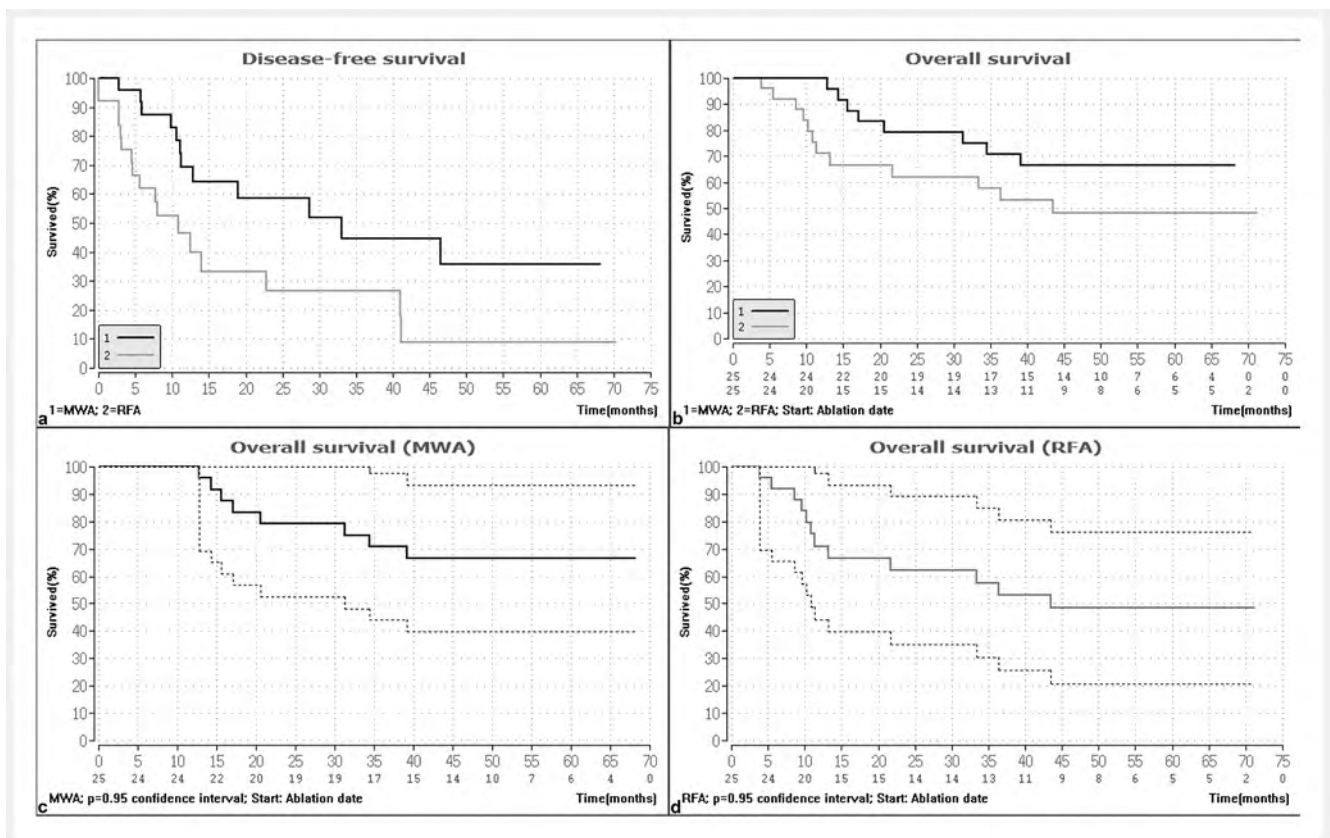 Disease-free survival
100
90
80
70
60
50
40
30
20
10
0
Survived(%)
1
2
0 5 10 15 20 25 30 35 40 45 50 55 60 65 70 75
a 1=MWA; 2=RFA Time(months)
Overall survival
100
90
80
70
60
50
40
30
20
10
0
Survived(%)
1
2
0 5 10 15 20 25 30 35 40 45 50 55 60 65 70 75
25 24 24 22 20 19 19 17 15 14 10 7 6 4 0 0
25 24 20 15 15 14 14 13 11 9 8 6 5 5 2 0
b 1=MWA; 2=RFA; Start: Ablation date Time(months)
Overall survival (MWA)
100
90
80
70
60
50
40
30
20
10
0
Survived(%)
0 5 10 15 20 25 30 35 40 45 50 55 60 65 70
25 24 24 22 20 19 19 17 15 14 10 7 6 4 0
c MWA; p=0.95 confidence interval; Start: Ablation date Time(months)
Overall survival (RFA)
100
90
80
70
60
50
40
30
20
10
0
Survived(%)
0 5 10 15 20 25 30 35 40 45 50 55 60 65 70 75
25 24 20 15 15 14 14 13 11 9 8 6 5 5 2 0
d RFA; p=0.95 confidence interval; Start: Ablation date Time(months)